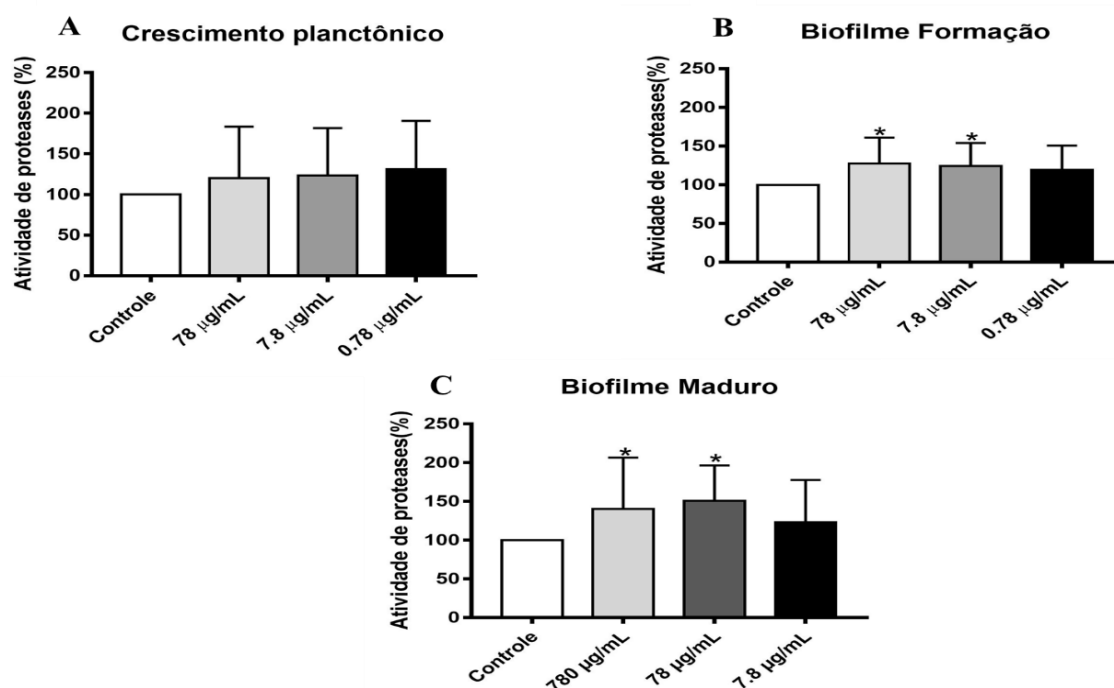 A
Crescimento planctônico
Atividade de proteases (%)
250
200
150
100
50
0
Controle
78 µg/mL
7.8 µg/mL
0.78 µg/mL
B
Biofilme Formação
Atividade de proteases(%)
250
200
150
100
50
0
*
*
Controle
78 µg/mL
7.8 µg/mL
0.78 µg/mL
C
Biofilme Maduro
Atividade de proteases(%)
250
200
150
100
50
0
*
*
Controle
780 µg/mL
78 µg/mL
7.8 µg/mL